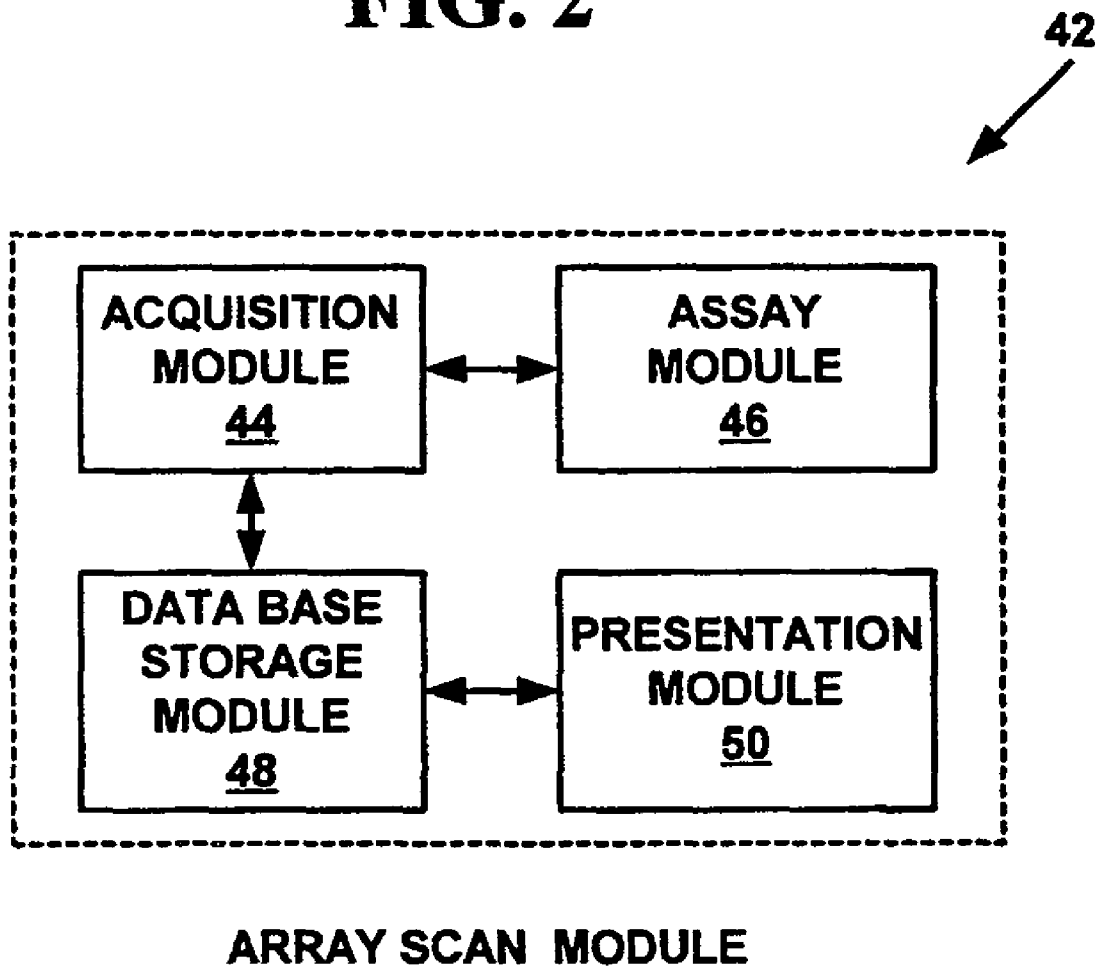 FIG. 2
42
ACQUISITION
MODULE
44
ASSAY
MODULE
46
DATA BASE
STORAGE
MODULE
48
PRESENTATION
MODULE
50
ARRAY SCAN MODULE